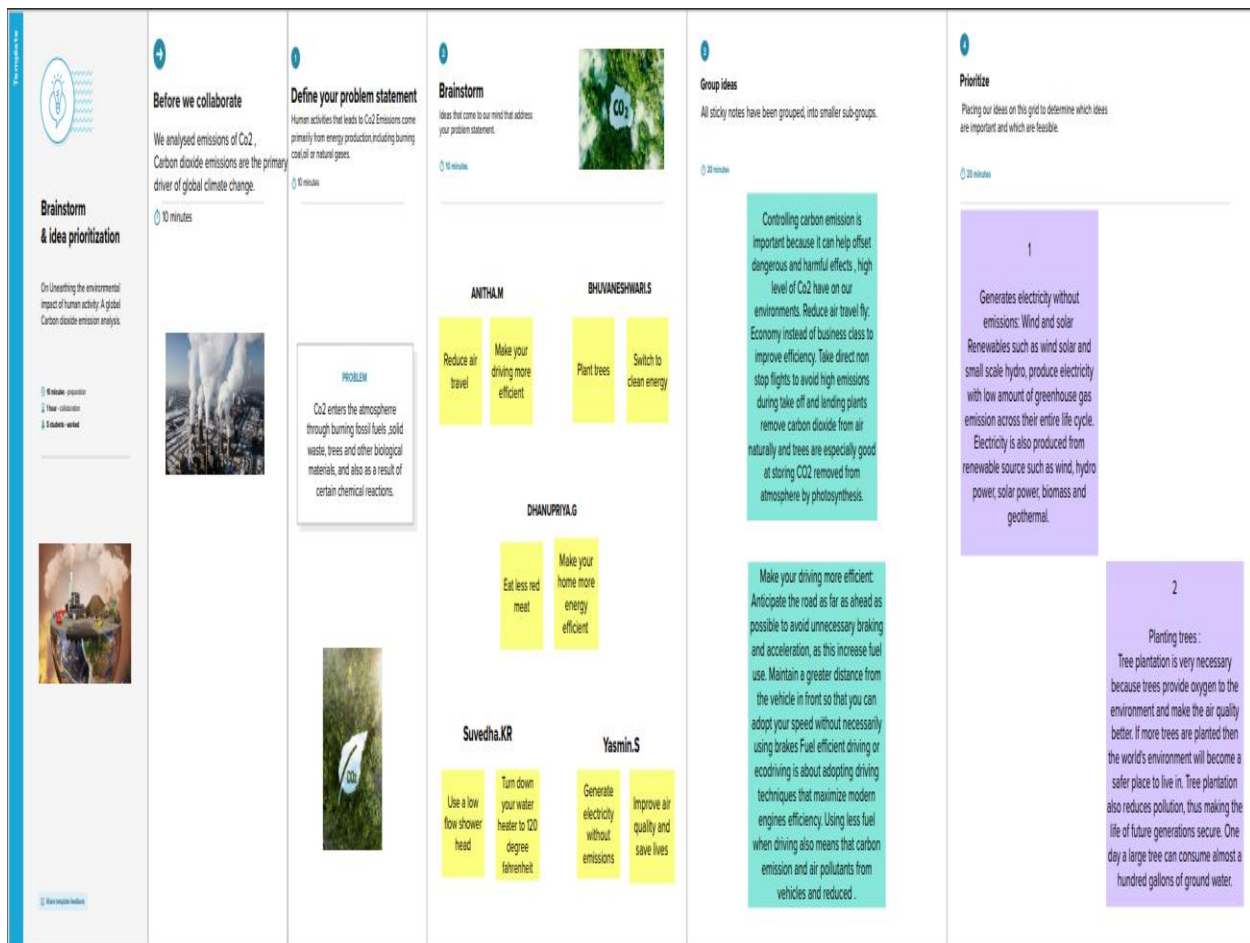 Template
Brainstorm
& idea prioritization
On Unearthing the environmental
impact of human activity: A global
Carbon dioxide emission analysis.
10 minutes - preparation
1 hour - collaboration
5 students - worked
Share template feedback
Before we collaborate
We analysed emissions of Co2 ,
Carbon dioxide emissions are the primary
driver of global climate change.
10 minutes
1
Define your problem statement
Human activities that leads to Co2 Emissions come
primarily from energy production,including burning
coal,oil or natural gases.
10 minutes
PROBLEM
Co2 enters the atmosphere
through burning fossil fuels ,solid
waste, trees and other biological
materials, and also as a result of
certain chemical reactions.
CO2
2
Brainstorm
Ideas that come to our mind that address
your problem statement.
10 minutes
CO2
ANITHA.M
Reduce air
travel
Make your
driving more
efficient
BHUVANESHWARI.S
Plant trees
Switch to
clean energy
DHANUPRIYA.G
Eat less red
meat
Make your
home more
energy
efficient
Suvedha.KR
Use a low
flow shower
head
Turn down
your water
heater to 120
degree
fahrenheit
Yasmin.S
Generate
electricity
without
emissions
Improve air
quality and
save lives
3
Group ideas
All sticky notes have been grouped, into smaller sub-groups.
20 minutes
Controlling carbon emission is
important because it can help offset
dangerous and harmful effects , high
level of Co2 have on our
environments. Reduce air travel fly:
Economy instead of business class to
improve efficiency. Take direct non
stop flights to avoid high emissions
during take off and landing plants
remove carbon dioxide from air
naturally and trees are especially good
at storing CO2 removed from
atmosphere by photosynthesis.
Make your driving more efficient:
Anticipate the road as far as ahead as
possible to avoid unnecessary braking
and acceleration, as this increase fuel
use. Maintain a greater distance from
the vehicle in front so that you can
adopt your speed without necessarily
using brakes Fuel efficient driving or
ecodriving is about adopting driving
techniques that maximize modern
engines efficiency. Using less fuel
when driving also means that carbon
emission and air pollutants from
vehicles and reduced .
4
Prioritize
Placing our ideas on this grid to determine which ideas
are important and which are feasible.
20 minutes
1
Generates electricity without
emissions: Wind and solar
Renewables such as wind solar and
small scale hydro, produce electricity
with low amount of greenhouse gas
emission across their entire life cycle.
Electricity is also produced from
renewable source such as wind, hydro
power, solar power, biomass and
geothermal.
2
Planting trees :
Tree plantation is very necessary
because trees provide oxygen to the
environment and make the air quality
better. If more trees are planted then
the world's environment will become a
safer place to live in. Tree plantation
also reduces pollution, thus making the
life of future generations secure. One
day a large tree can consume almost a
hundred gallons of ground water.